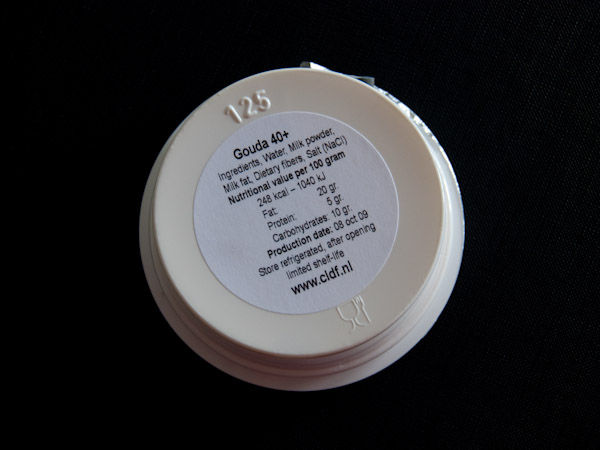 125
Gouda 40+
Ingredients, Water, Milk powder,
Milk fat, Dietary fibers, Salt (NaCl)
Nutritional value per 100 gram
248 kcal – 1040 kJ
Fat: 20 gr.
Protein: 5 gr.
Carbohydrates: 10 gr.
Production date: 08 oct 09
Store refrigerated, after opening
limited shelf-life
www.cldf.nl